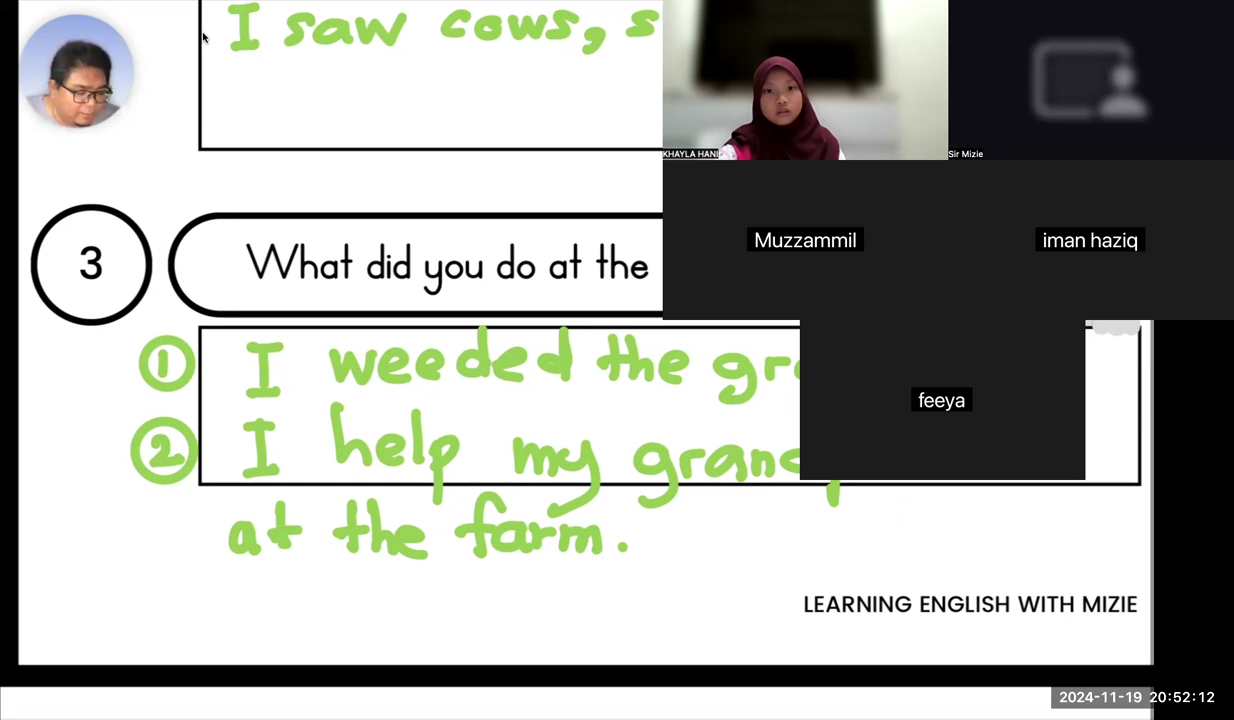 I saw cows, s
KHAYLA HANI
Sir Mizie
Muzzammil
iman haziq
3
What did you do at the
feeya
1 I weeded the gr
2 I help my grand
at the farm.
LEARNING ENGLISH WITH MIZIE
2024-11-19 20:52:12